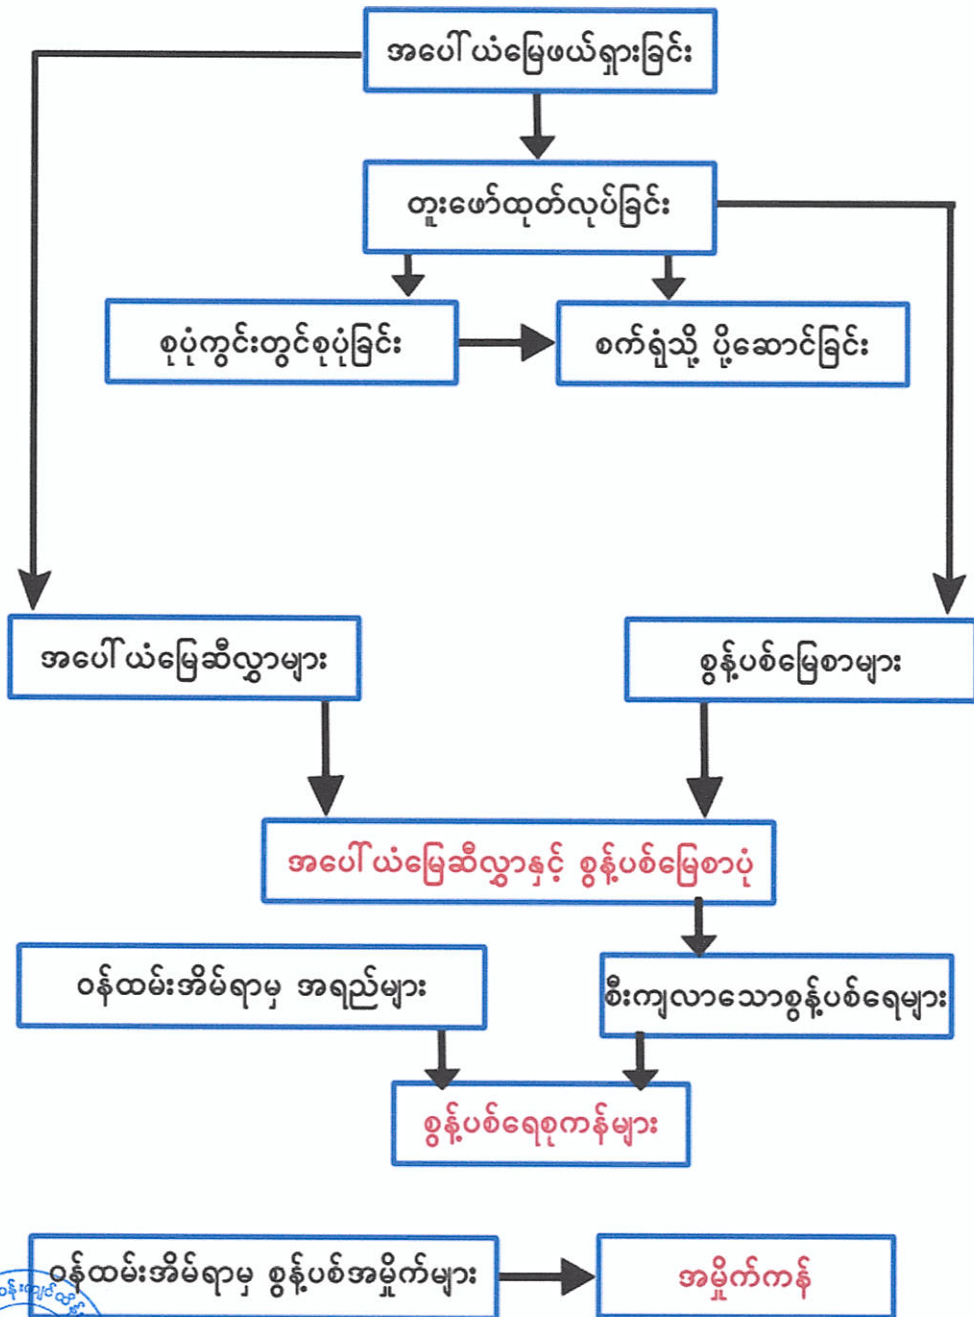 အပေါ်ယံမြေဖယ်ရှားခြင်း
တူးဖော်ထုတ်လုပ်ခြင်း
စုပုံကွင်းတွင်စုပုံခြင်း
စက်ရုံသို့ ပို့ဆောင်ခြင်း
အပေါ်ယံမြေဆီလွှာများ
စွန့်ပစ်မြေစာများ
အပေါ်ယံမြေဆီလွှာနှင့် စွန့်ပစ်မြေစာပုံ
ဝန်ထမ်းအိမ်ရာမှ အရည်များ
စီးကျလာသောစွန့်ပစ်ရေများ
စွန့်ပစ်ရေစုကန်များ
ဝန်ထမ်းအိမ်ရာမှ စွန့်ပစ်အမှိုက်များ
အမှိုက်ကန်